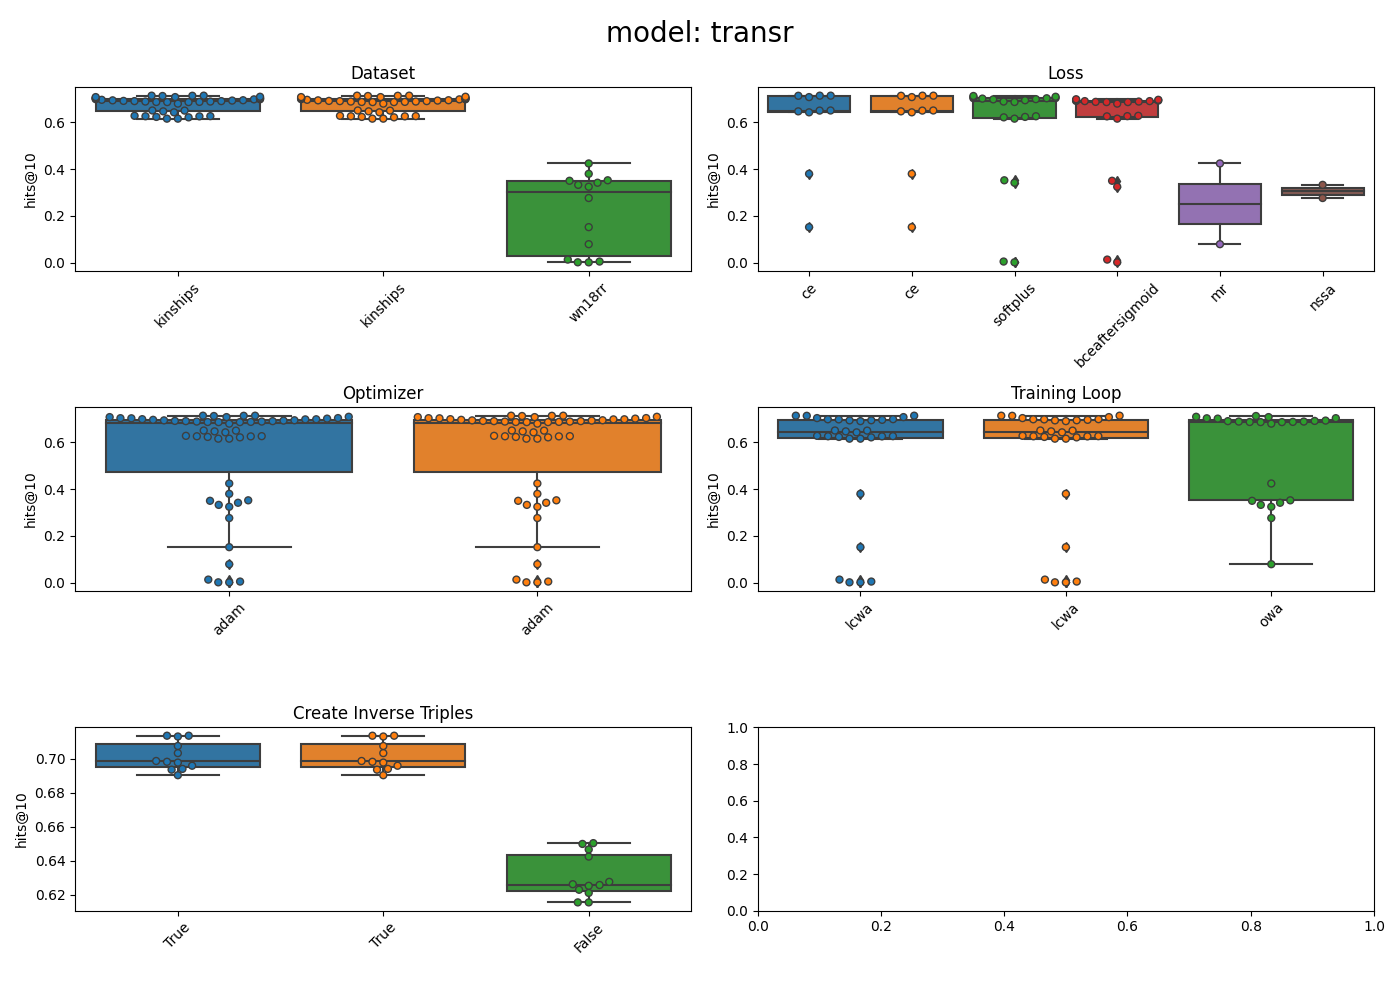 model: transr
Dataset
hits@10
0.6
0.4
0.2
0.0
kinships
kinships
wn18rr
Loss
hits@10
0.6
0.4
0.2
0.0
ce
ce
softplus
bceaftersigmoid
mr
nssa
Optimizer
hits@10
0.6
0.4
0.2
0.0
adam
adam
Training Loop
hits@10
0.6
0.4
0.2
0.0
lcwa
lcwa
owa
Create Inverse Triples
hits@10
0.70
0.68
0.66
0.64
0.62
True
True
False
1.0
0.8
0.6
0.4
0.2
0.0
0.0 0.2 0.4 0.6 0.8 1.0